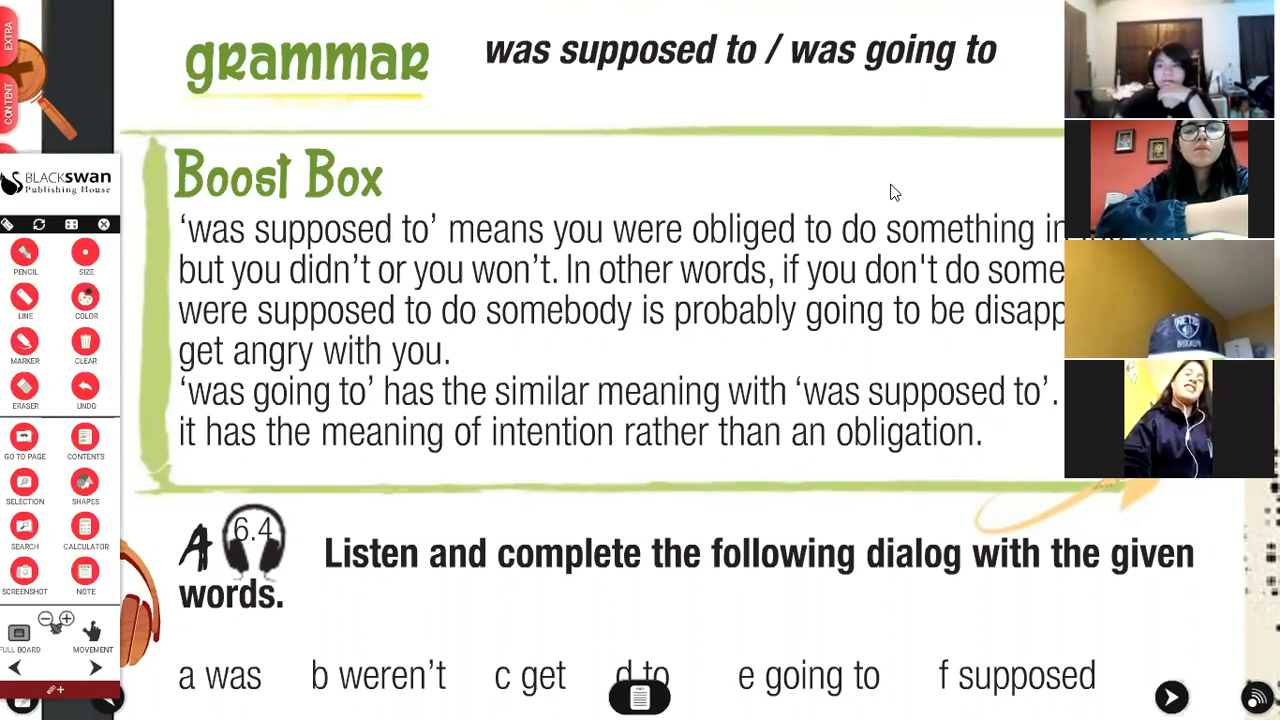 grammar
was supposed to / was going to
Boost Box
‘was supposed to’ means you were obliged to do something in
but you didn’t or you won’t. In other words, if you don't do some
were supposed to do somebody is probably going to be disapp
get angry with you.
‘was going to’ has the similar meaning with ‘was supposed to’.
it has the meaning of intention rather than an obligation.
A 6.4 Listen and complete the following dialog with the given
words.
a was b weren’t c get d to e going to f supposed
EXTRA
CONTENT
BLACKSWAN
Publishing House
PENCIL SIZE
LINE COLOR
MARKER CLEAR
ERASER UNDO
GO TO PAGE CONTENTS
SELECTION SHAPES
SEARCH CALCULATOR
SCREENSHOT NOTE
FULL BOARD MOVEMENT
NETS
BROOKLYN